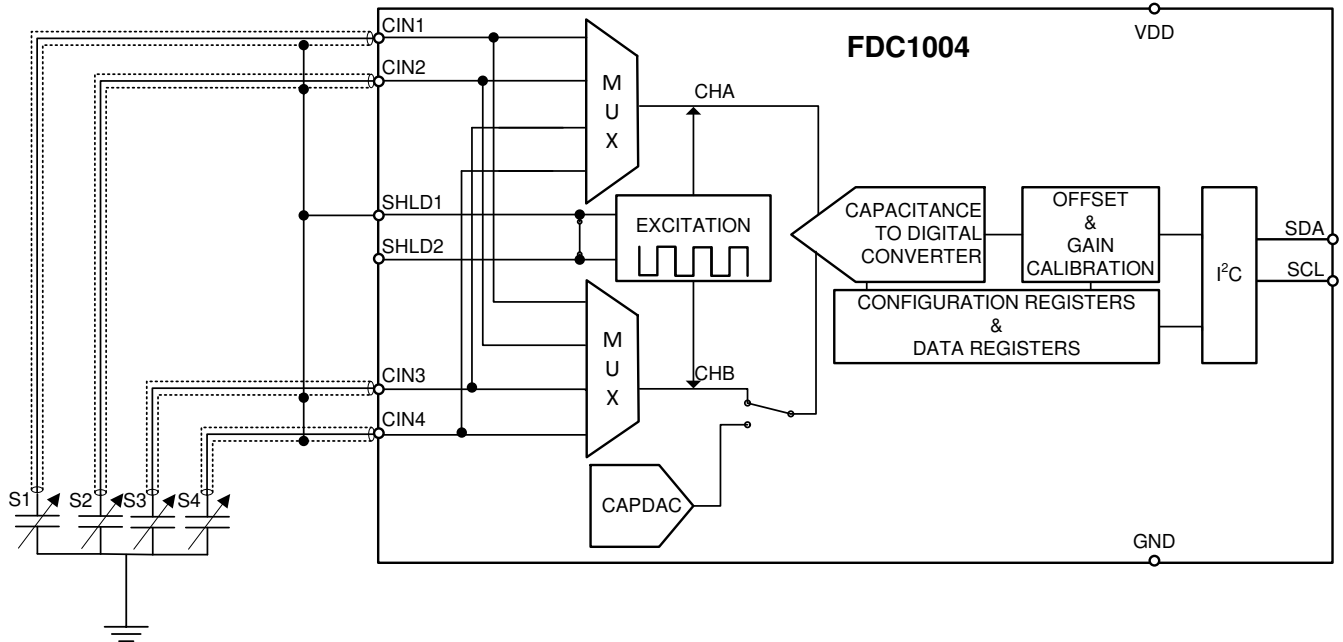 CIN1
FDC1004
VDD
CIN2
M
U
X
CHA
SHLD1
EXCITATION
SHLD2
CAPACITANCE
TO DIGITAL
CONVERTER
OFFSET
&
GAIN
CALIBRATION
I²C
SDA
SCL
CONFIGURATION REGISTERS
&
DATA REGISTERS
M
U
X
CHB
CIN3
CIN4
S1
S2
S3
S4
CAPDAC
GND